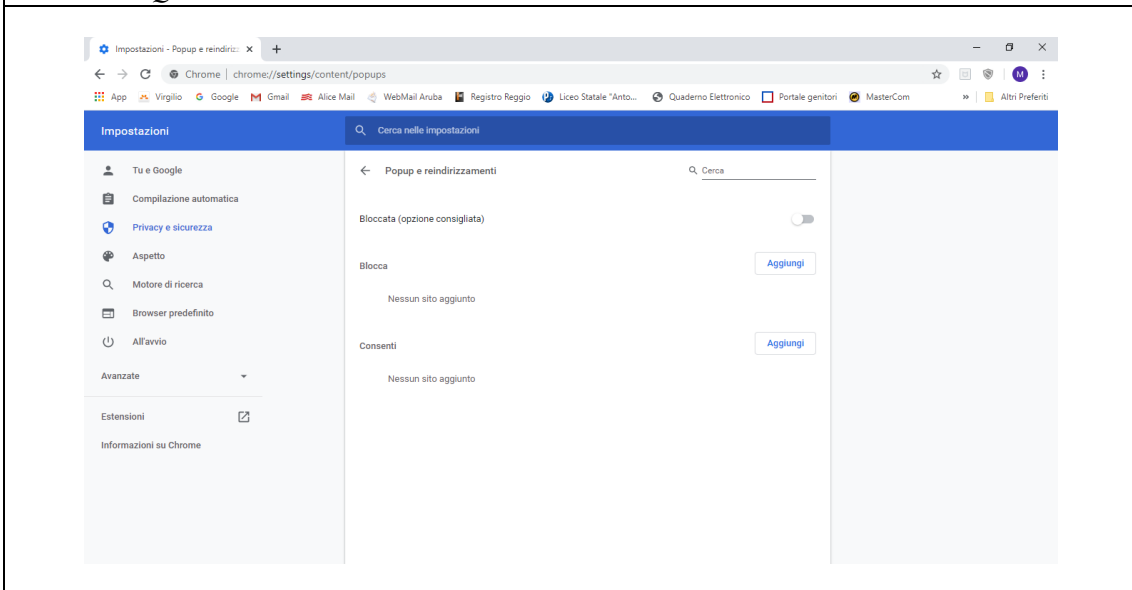 Impostazioni - Popup e reindiriz
Chrome | chrome://settings/content/popups
M
App Virgilio Google Gmail Alice Mail WebMail Aruba Registro Reggio Liceo Statale "Anto... Quaderno Elettronico Portale genitori MasterCom » Altri Preferiti
Impostazioni
Cerca nelle impostazioni
Tu e Google
Compilazione automatica
Privacy e sicurezza
Aspetto
Motore di ricerca
Browser predefinito
All'avvio
Avanzate
Estensioni
Informazioni su Chrome
Popup e reindirizzamenti
Cerca
Bloccata (opzione consigliata)
Blocca
Aggiungi
Nessun sito aggiunto
Consenti
Aggiungi
Nessun sito aggiunto